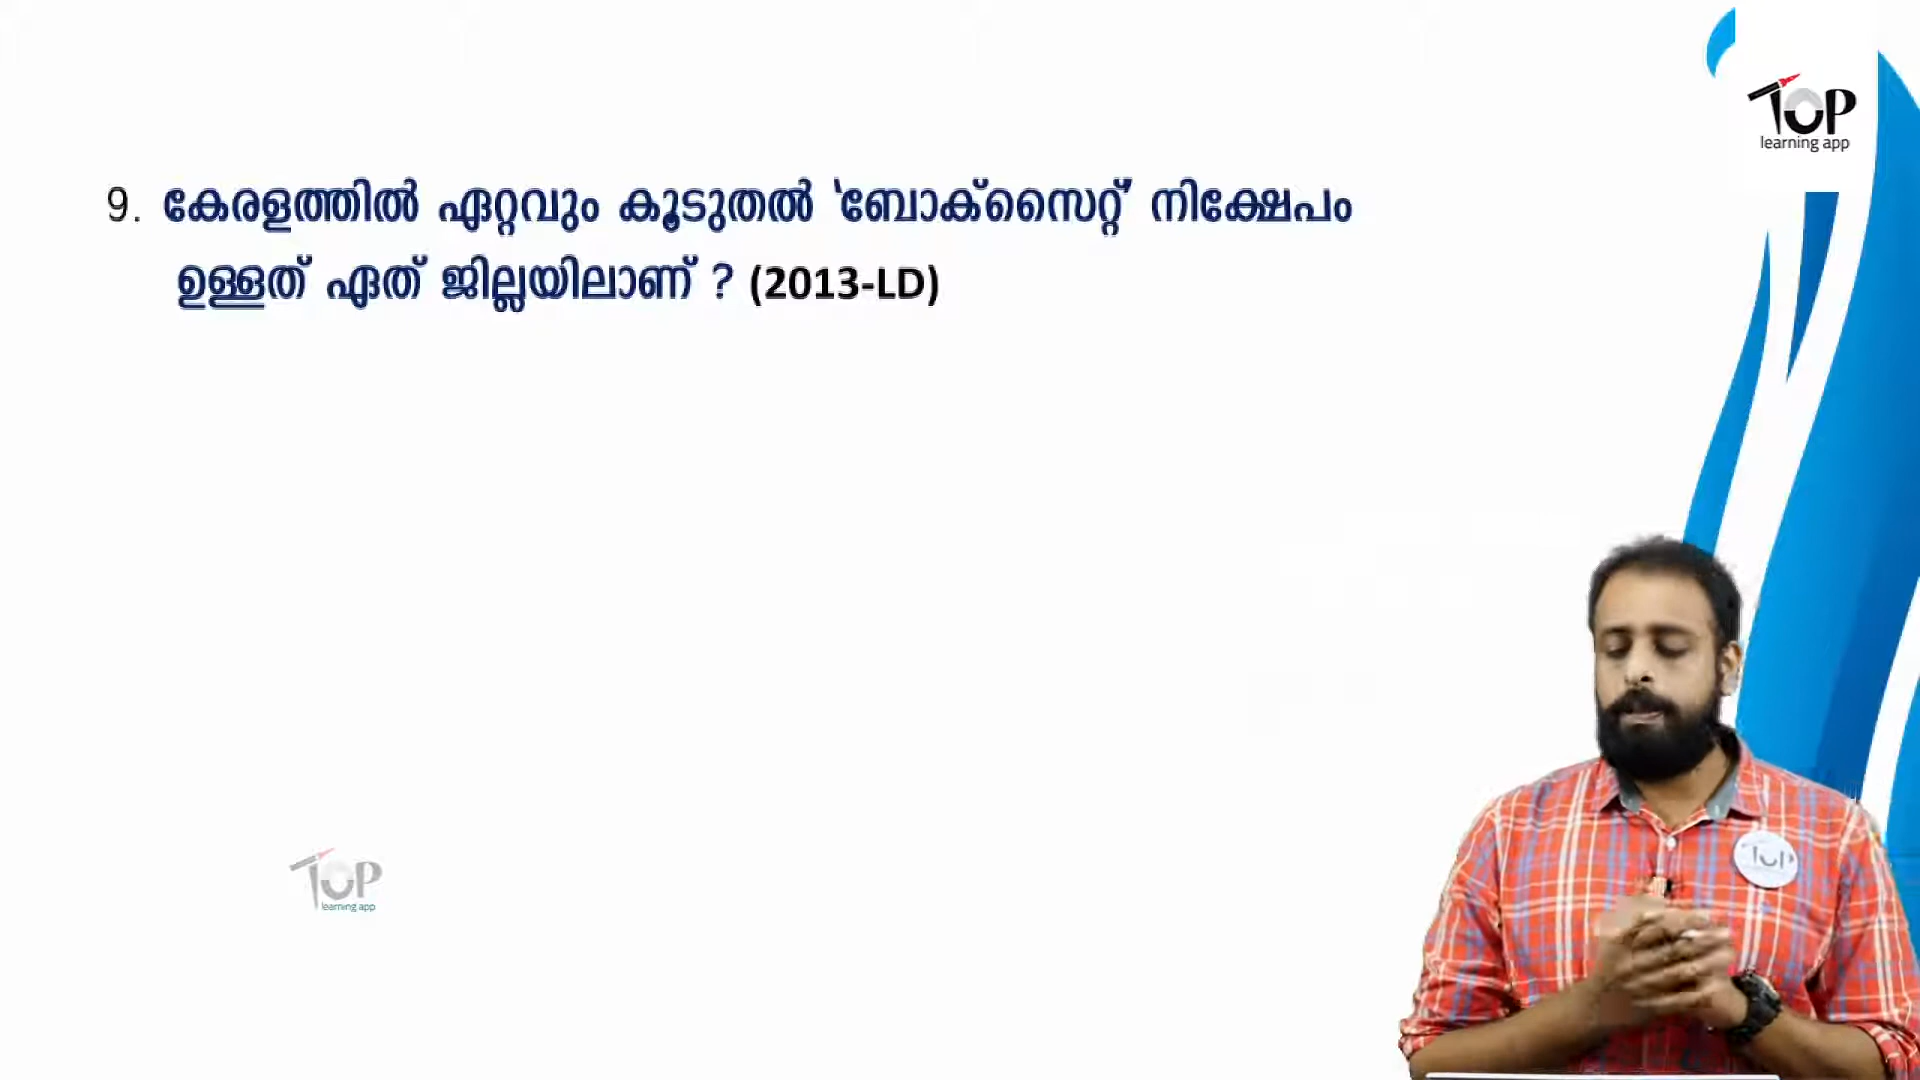 TOP
learning app
9. കേരളത്തിൽ ഏറ്റവും കൂടുതൽ 'ബോക്സൈറ്റ്' നിക്ഷേപം
ഉള്ളത് ഏത് ജില്ലയിലാണ് ? (2013-LD)
TOP
TOP
learning app